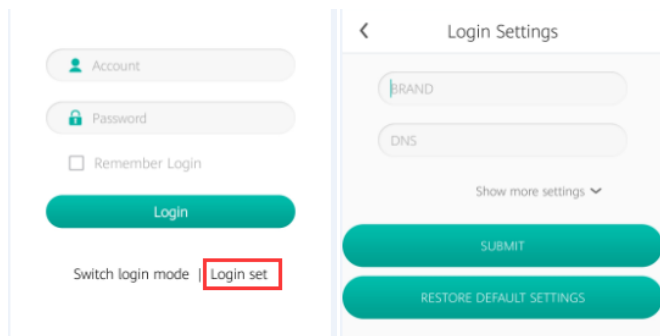 Account
Password
Remember Login
Login
Switch login mode | Login set
Login Settings
BRAND
DNS
Show more settings
SUBMIT
RESTORE DEFAULT SETTINGS